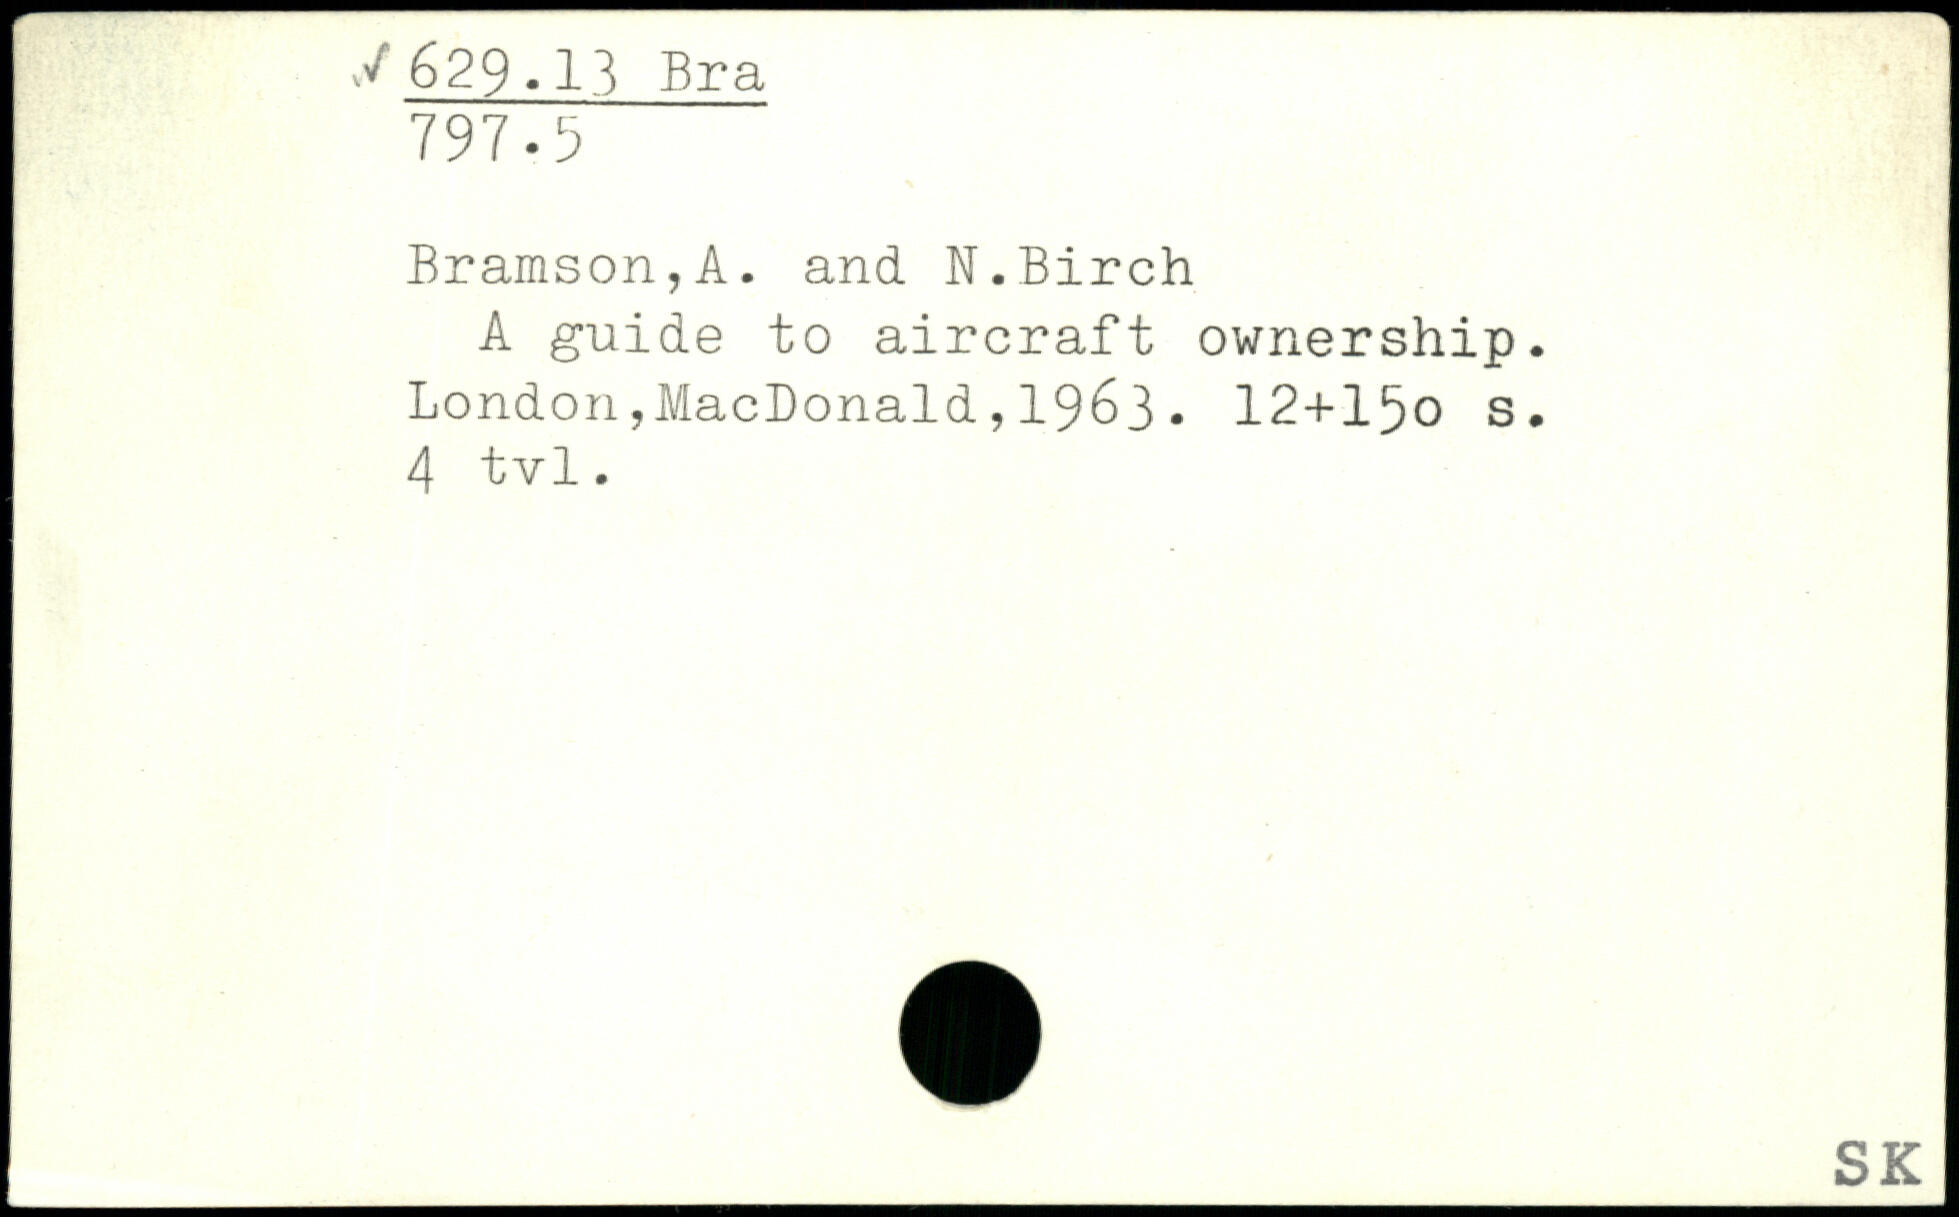 ✓ 629.13 Bra
797.5
Bramson,A. and N.Birch
A guide to aircraft ownership.
London,MacDonald,1963. 12+15o s.
4 tvl.
SK